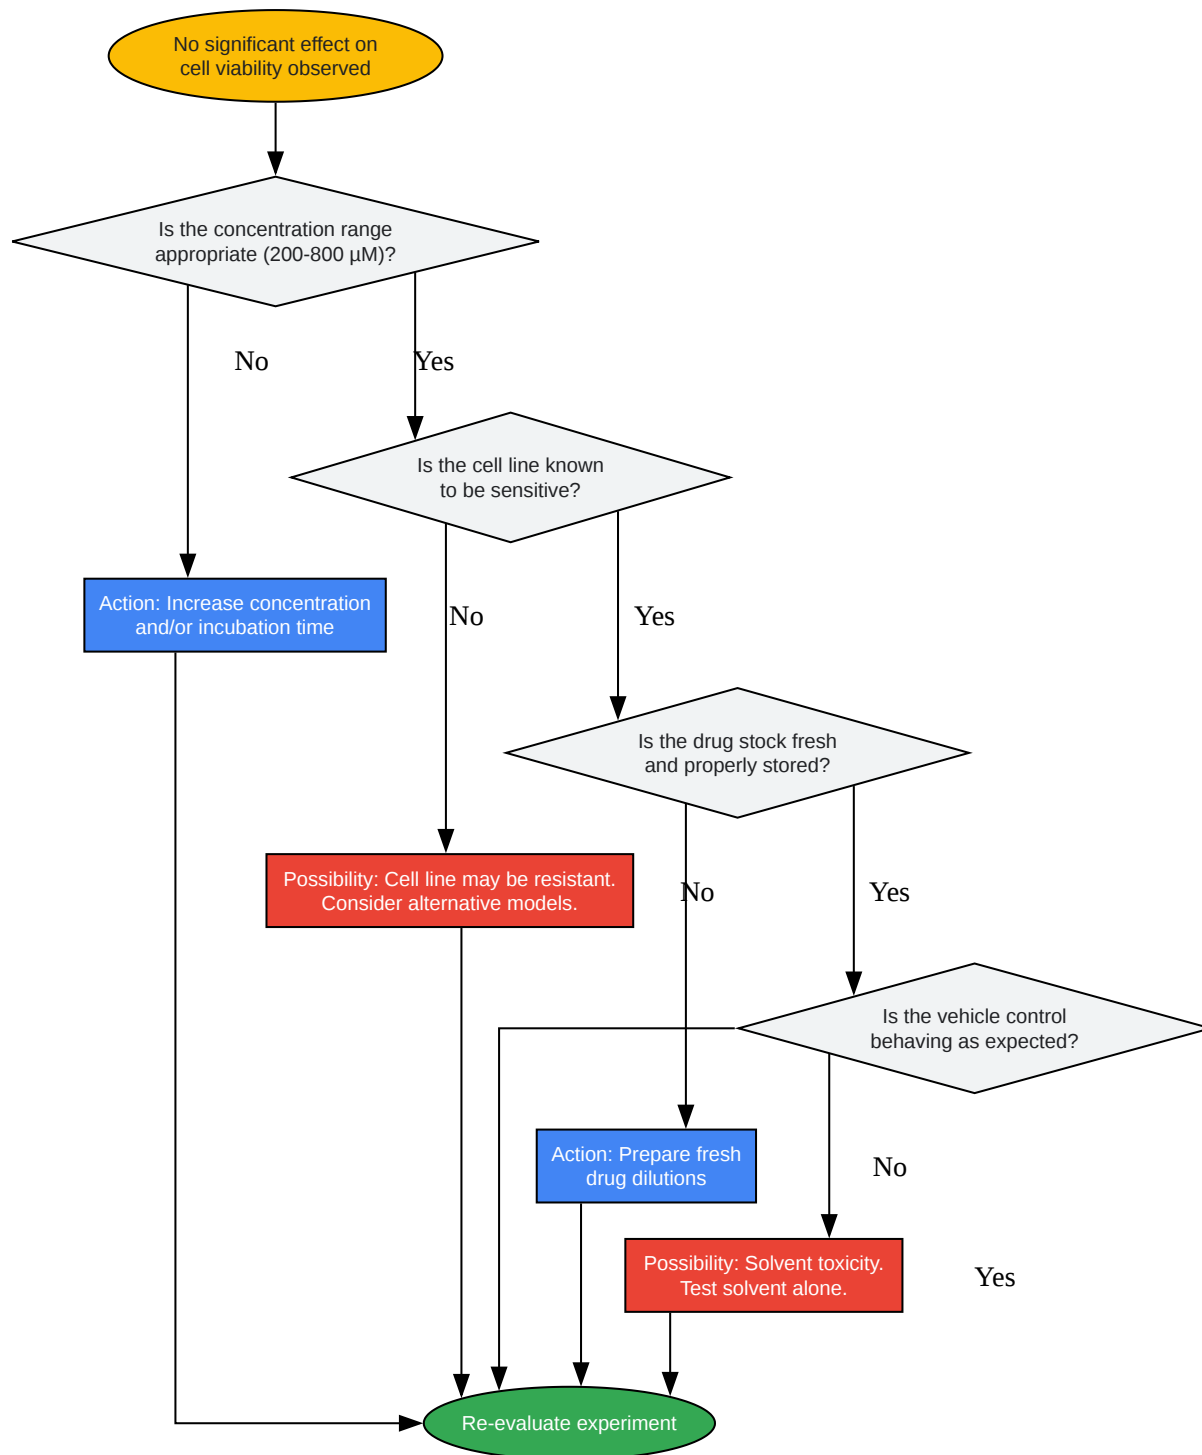 No significant effect on
cell viability observed
Is the concentration range
appropriate (200-800 µM)?
No
Yes
Is the cell line known
to be sensitive?
Action: Increase concentration
and/or incubation time
No
Yes
Is the drug stock fresh
and properly stored?
Possibility: Cell line may be resistant.
Consider alternative models.
No
Yes
Is the vehicle control
behaving as expected?
Action: Prepare fresh
drug dilutions
No
Possibility: Solvent toxicity.
Test solvent alone.
Yes
Re-evaluate experiment